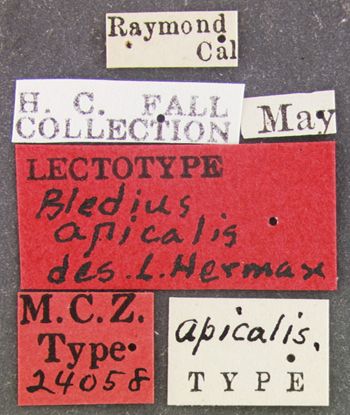 Raymond
Cal
H. C. FALL
COLLECTION
May
LECTOTYPE
Bledius
apicalis
des. L. Herman
M.C.Z.
Type
24058
apicalis.
TYPE